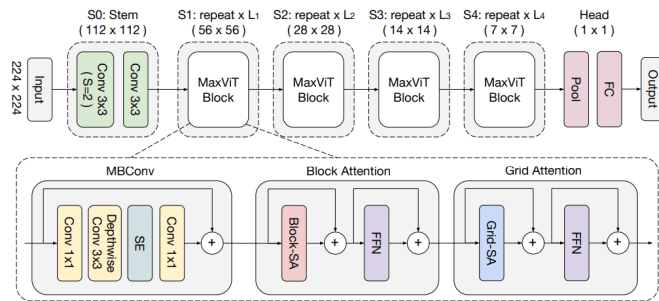 S0: Stem
(112 x 112)
S1: repeat x L₁
(56 x 56)
S2: repeat x L₂
(28 x 28)
S3: repeat x L₃
(14 x 14)
S4: repeat x L₄
(7 x 7)
Head
(1 x 1)
224 x 224
Input
Conv 3x3
(S=2)
Conv 3x3
MaxViT
Block
MaxViT
Block
MaxViT
Block
MaxViT
Block
Pool
FC
Output
MBConv
Conv 1x1
Depthwise
Conv 3x3
SE
Conv 1x1
+
Block Attention
Block-SA
+
FFN
+
Grid Attention
Grid-SA
+
FFN
+